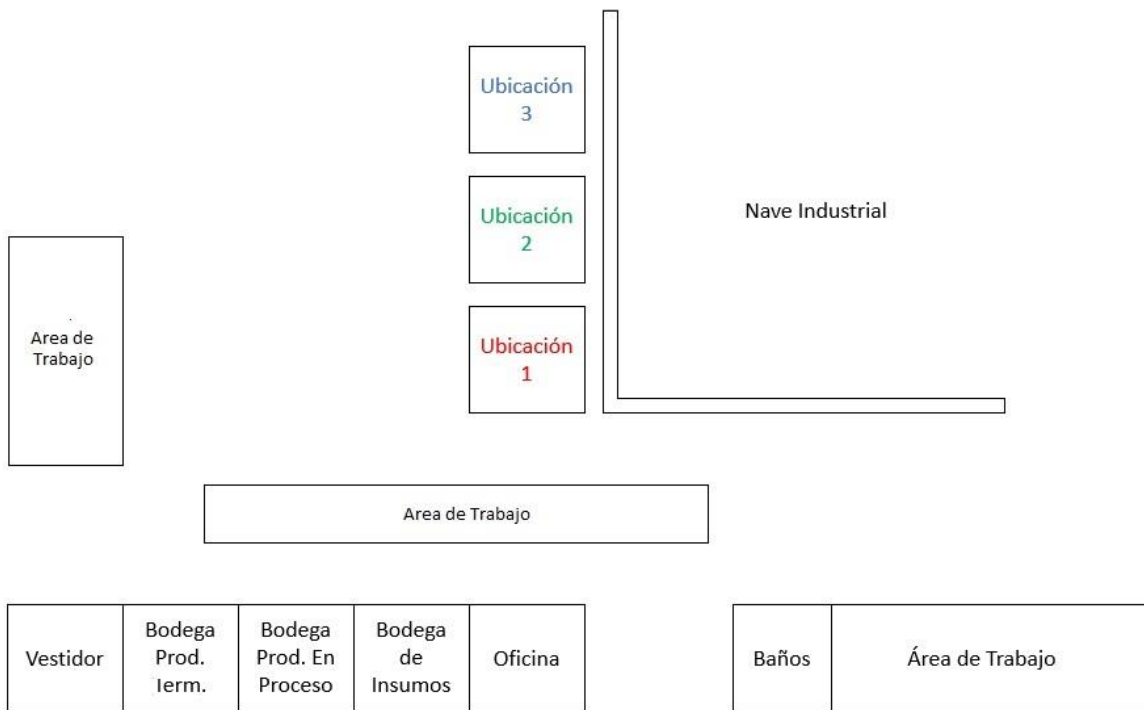 Ubicación
3
Ubicación
2
Nave Industrial
Area de
Trabajo
Ubicación
1
Area de Trabajo
Vestidor
Bodega
Prod.
Term.
Bodega
Prod. En
Proceso
Bodega
de
Insumos
Oficina
Baños
Área de Trabajo